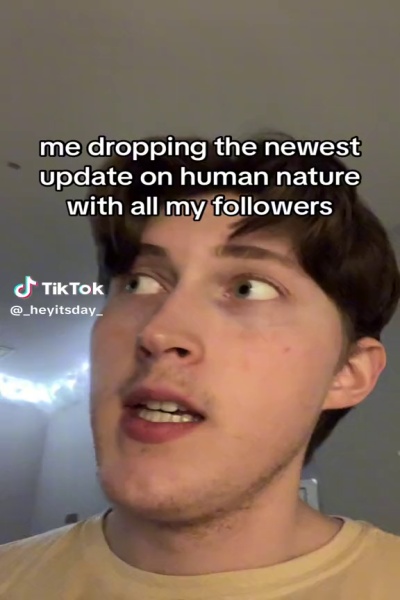 me dropping the newest
update on human nature
with all my followers
TikTok
@_heyitsday_